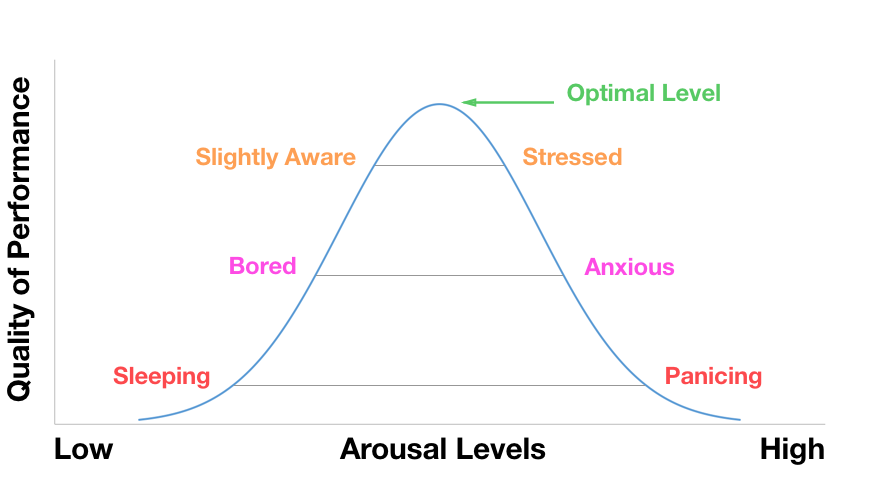 Optimal Level
Slightly Aware
Stressed
Bored
Anxious
Sleeping
Panicing
Quality of Performance
Low
Arousal Levels
High